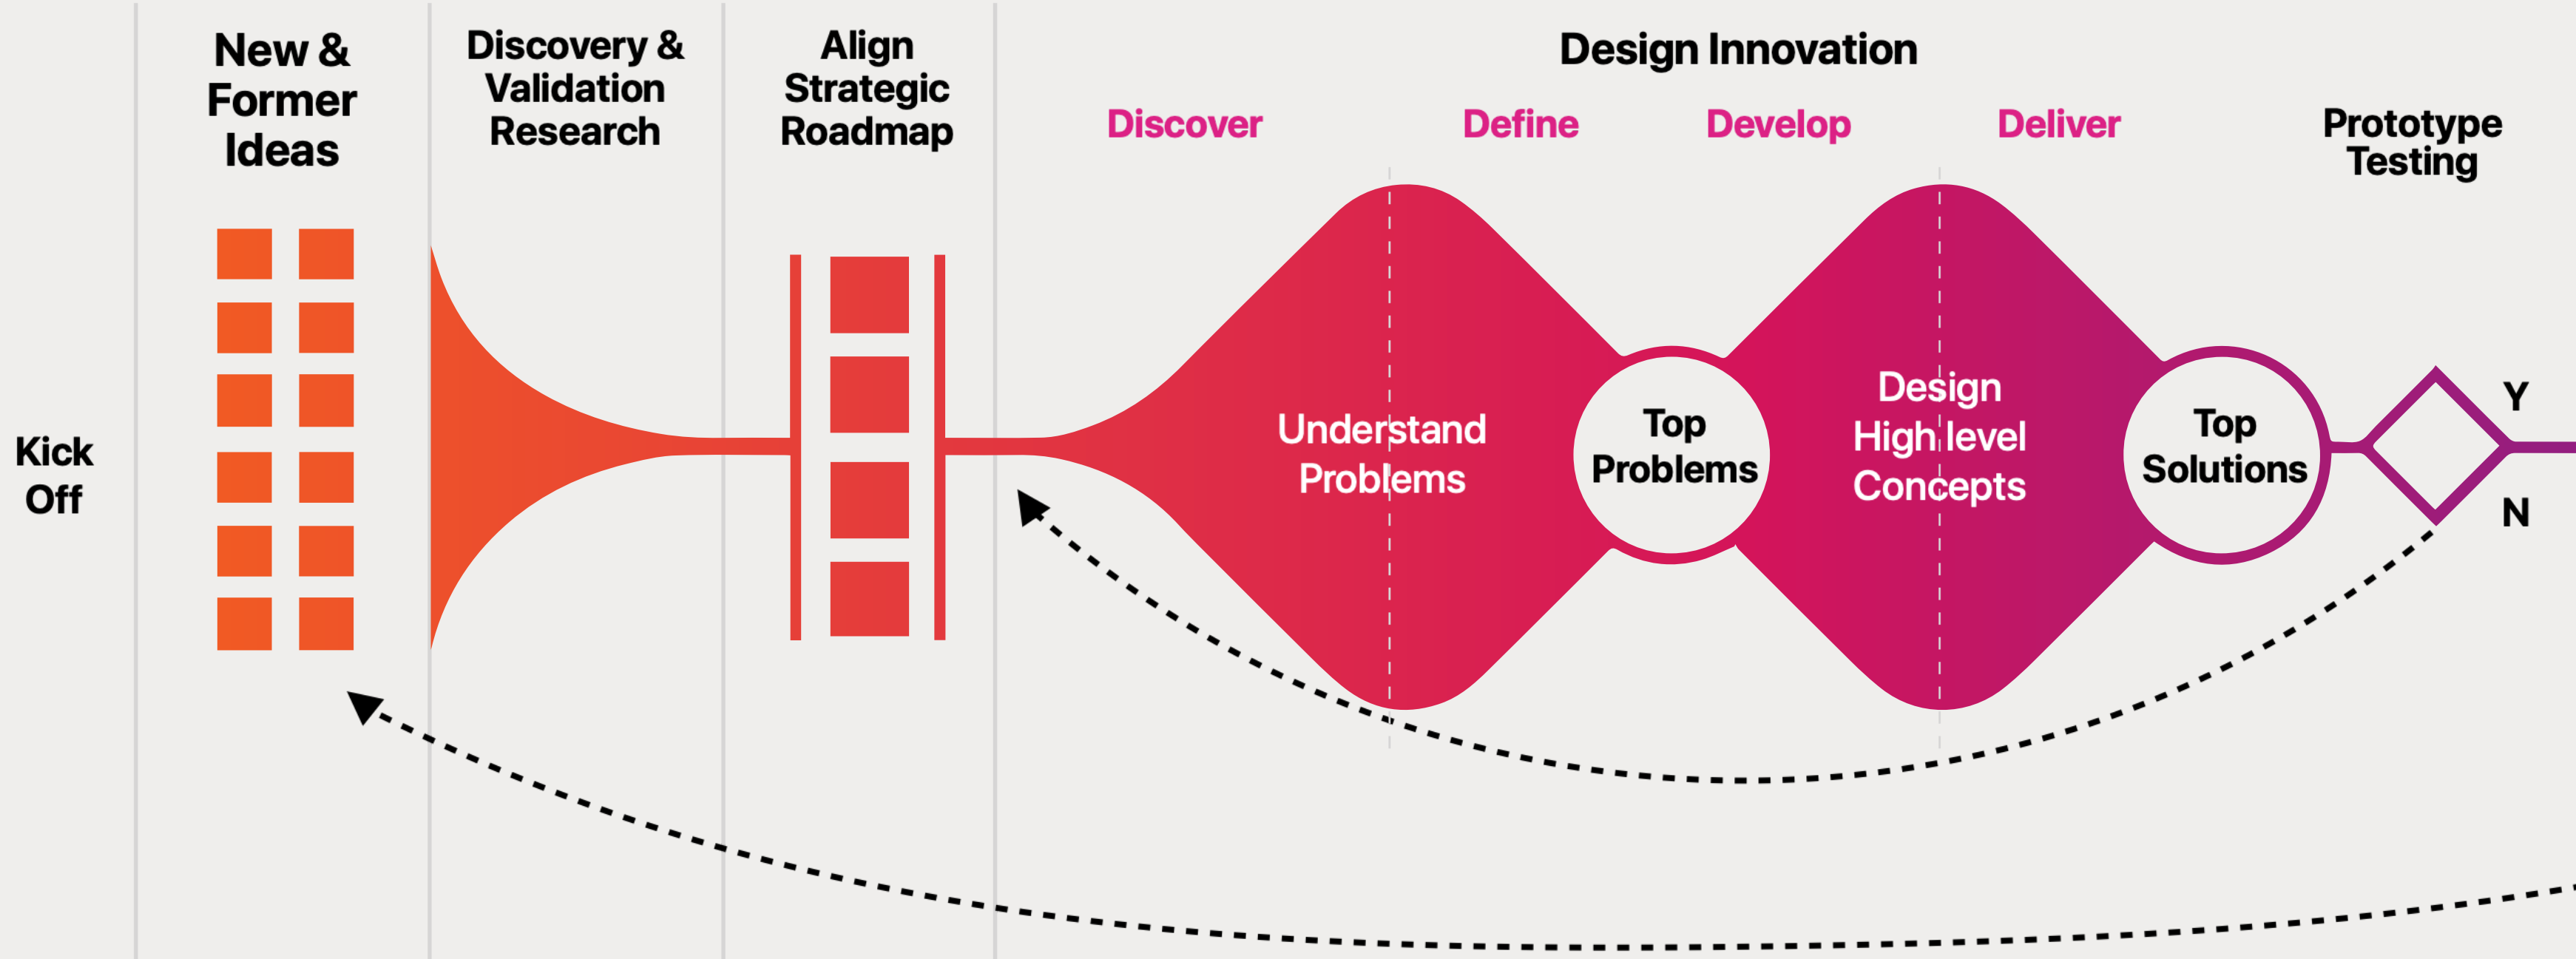 Kick
Off
New &
Former
Ideas
Discovery &
Validation
Research
Align
Strategic
Roadmap
Design Innovation
Discover
Define
Develop
Deliver
Prototype
Testing
Understand
Problems
Top
Problems
Design
High level
Concepts
Top
Solutions
Y
N